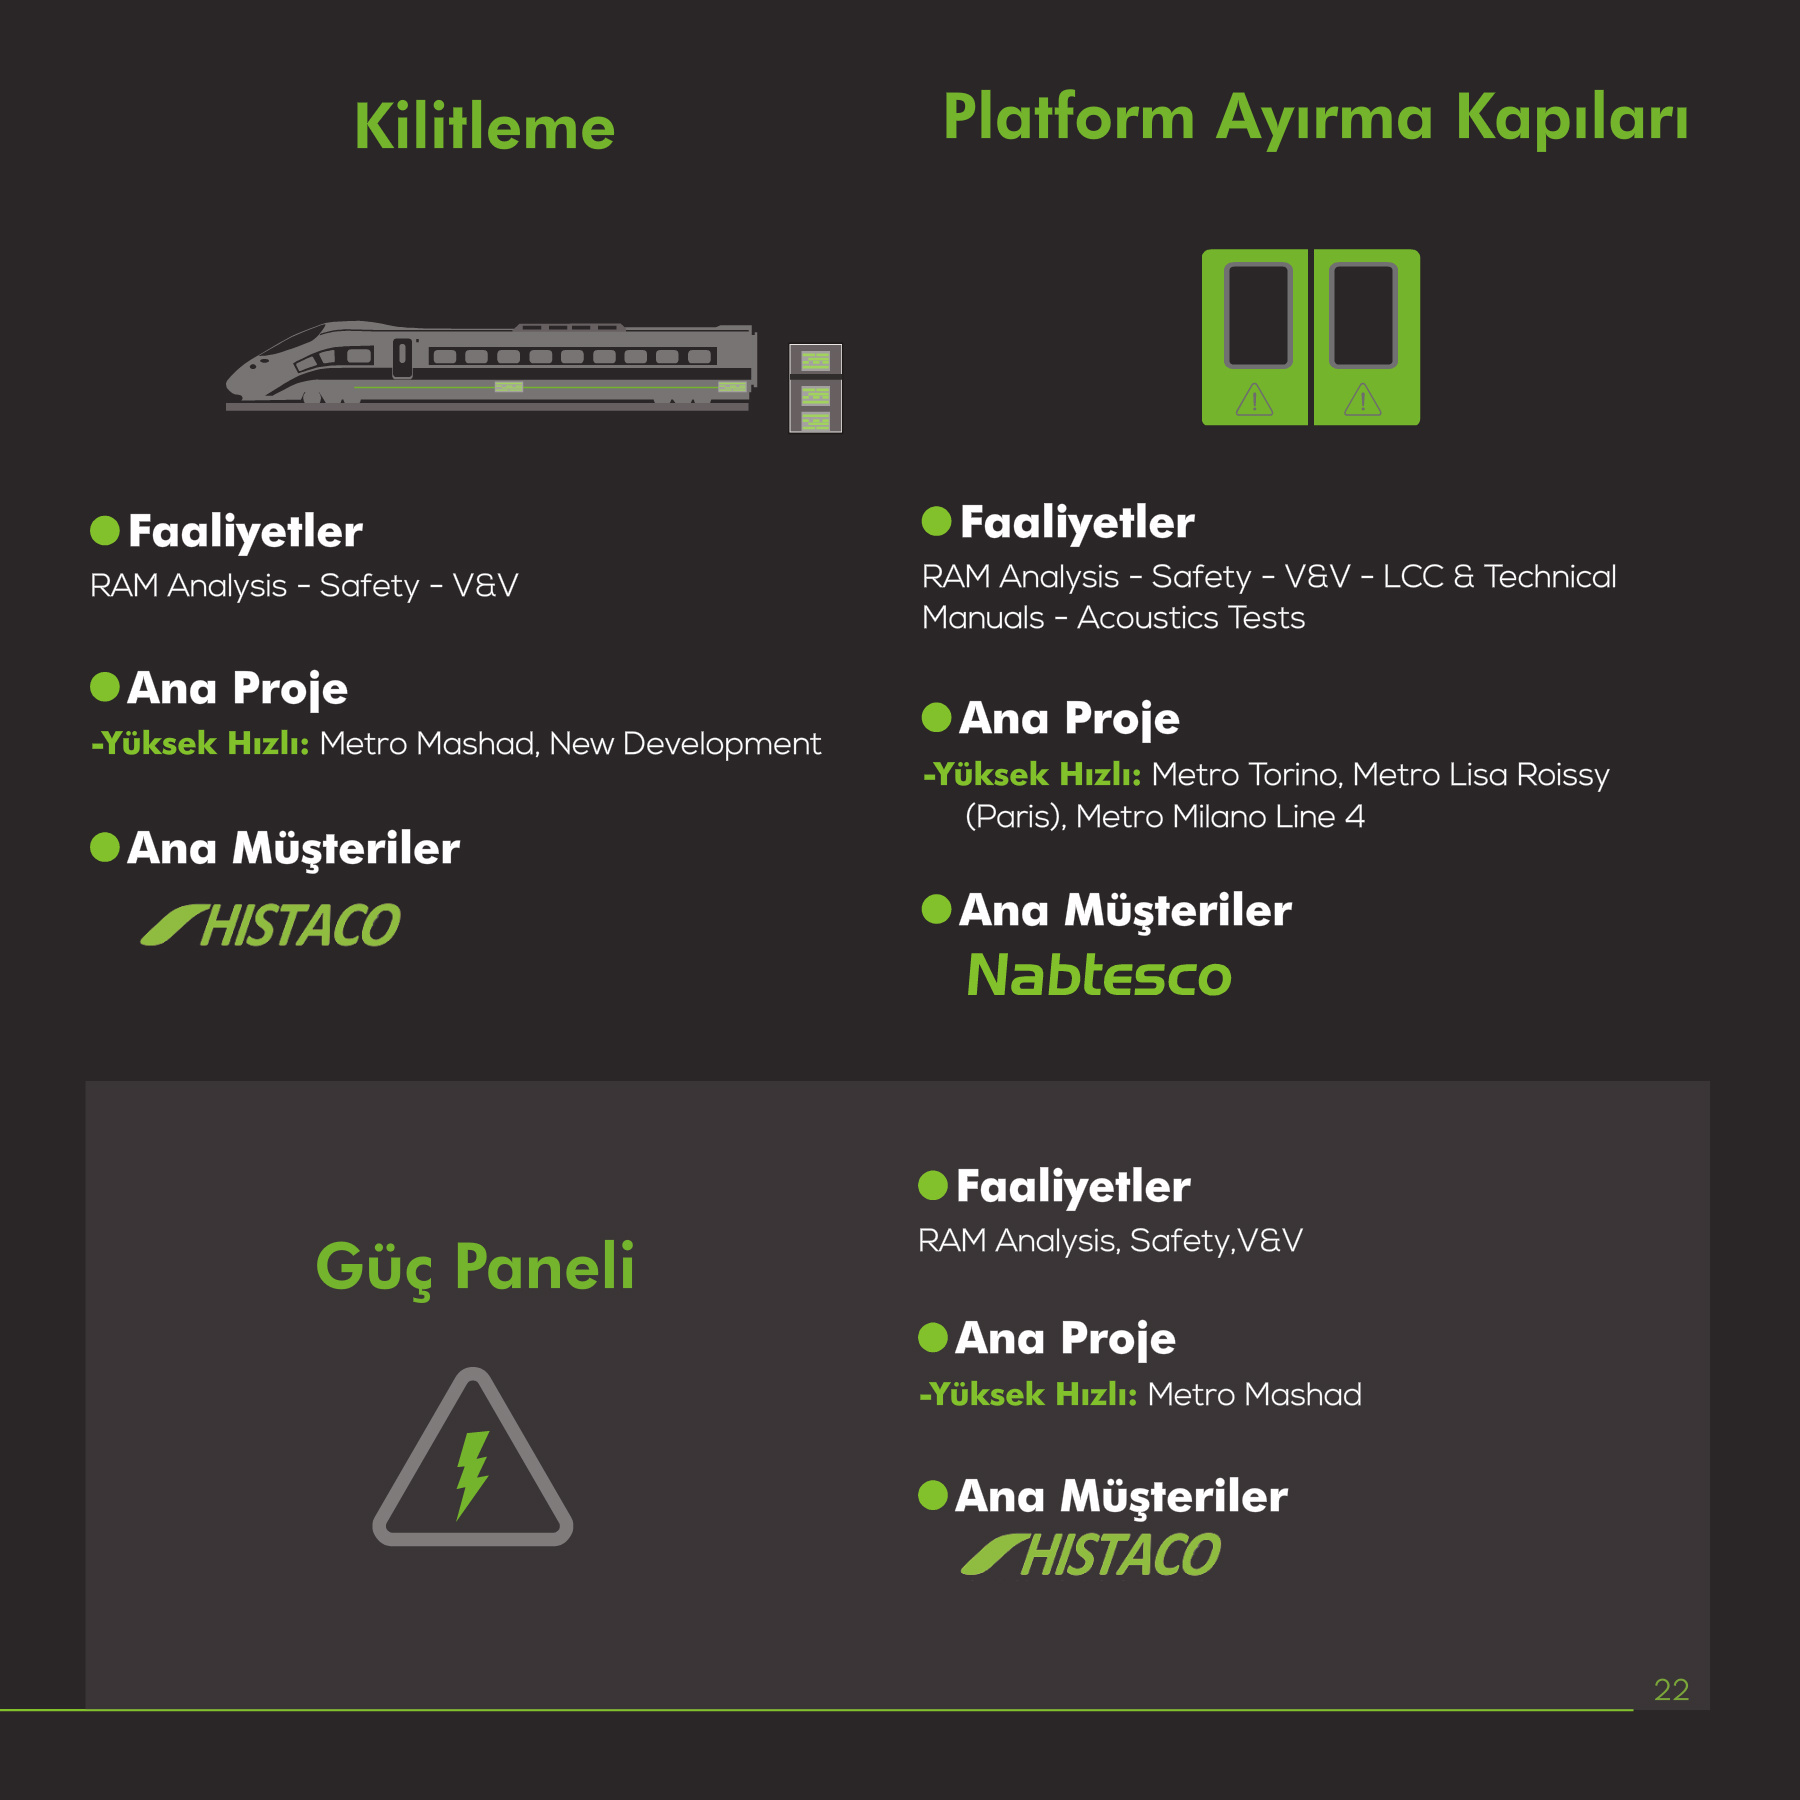 Kilitleme
Faaliyetler
RAM Analysis - Safety - V&V
Ana Proje
-Yüksek Hızlı: Metro Mashad, New Development
Ana Müşteriler
HISTACO
Platform Ayırma Kapıları
Faaliyetler
RAM Analysis - Safety - V&V - LCC & Technical
Manuals - Acoustics Tests
Ana Proje
-Yüksek Hızlı: Metro Torino, Metro Lisa Roissy
(Paris), Metro Milano Line 4
Ana Müşteriler
Nabtesco
Güç Paneli
Faaliyetler
RAM Analysis, Safety,V&V
Ana Proje
-Yüksek Hızlı: Metro Mashad
Ana Müşteriler
HISTACO
22